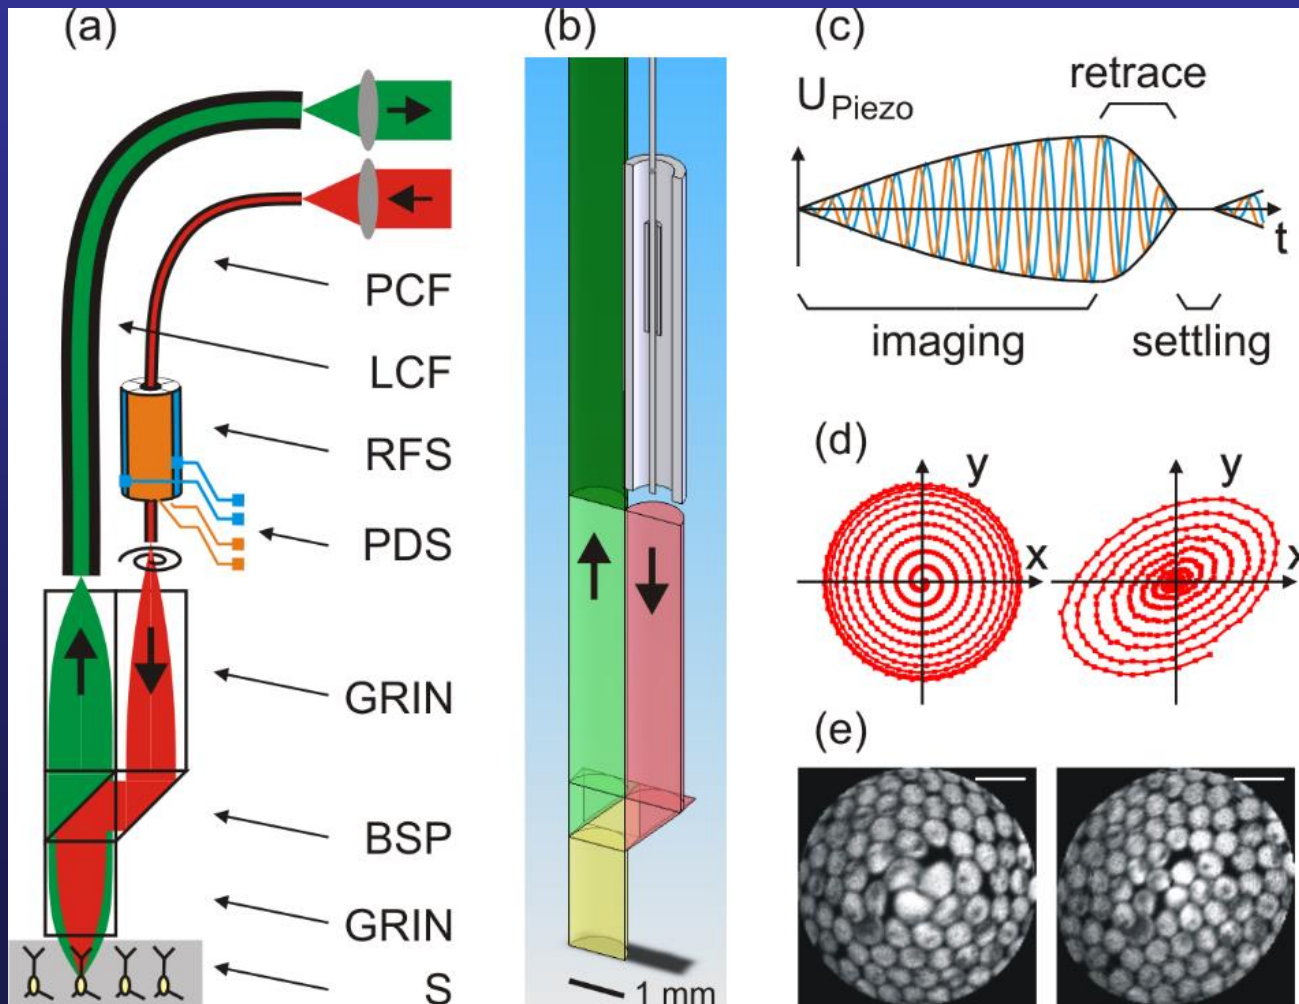 (a)
PCF
LCF
RFS
PDS
GRIN
BSP
GRIN
S
(b)
1 mm
(c)
retrace
U Piezo
t
imaging
settling
(d)
y
x
y
x
(e)